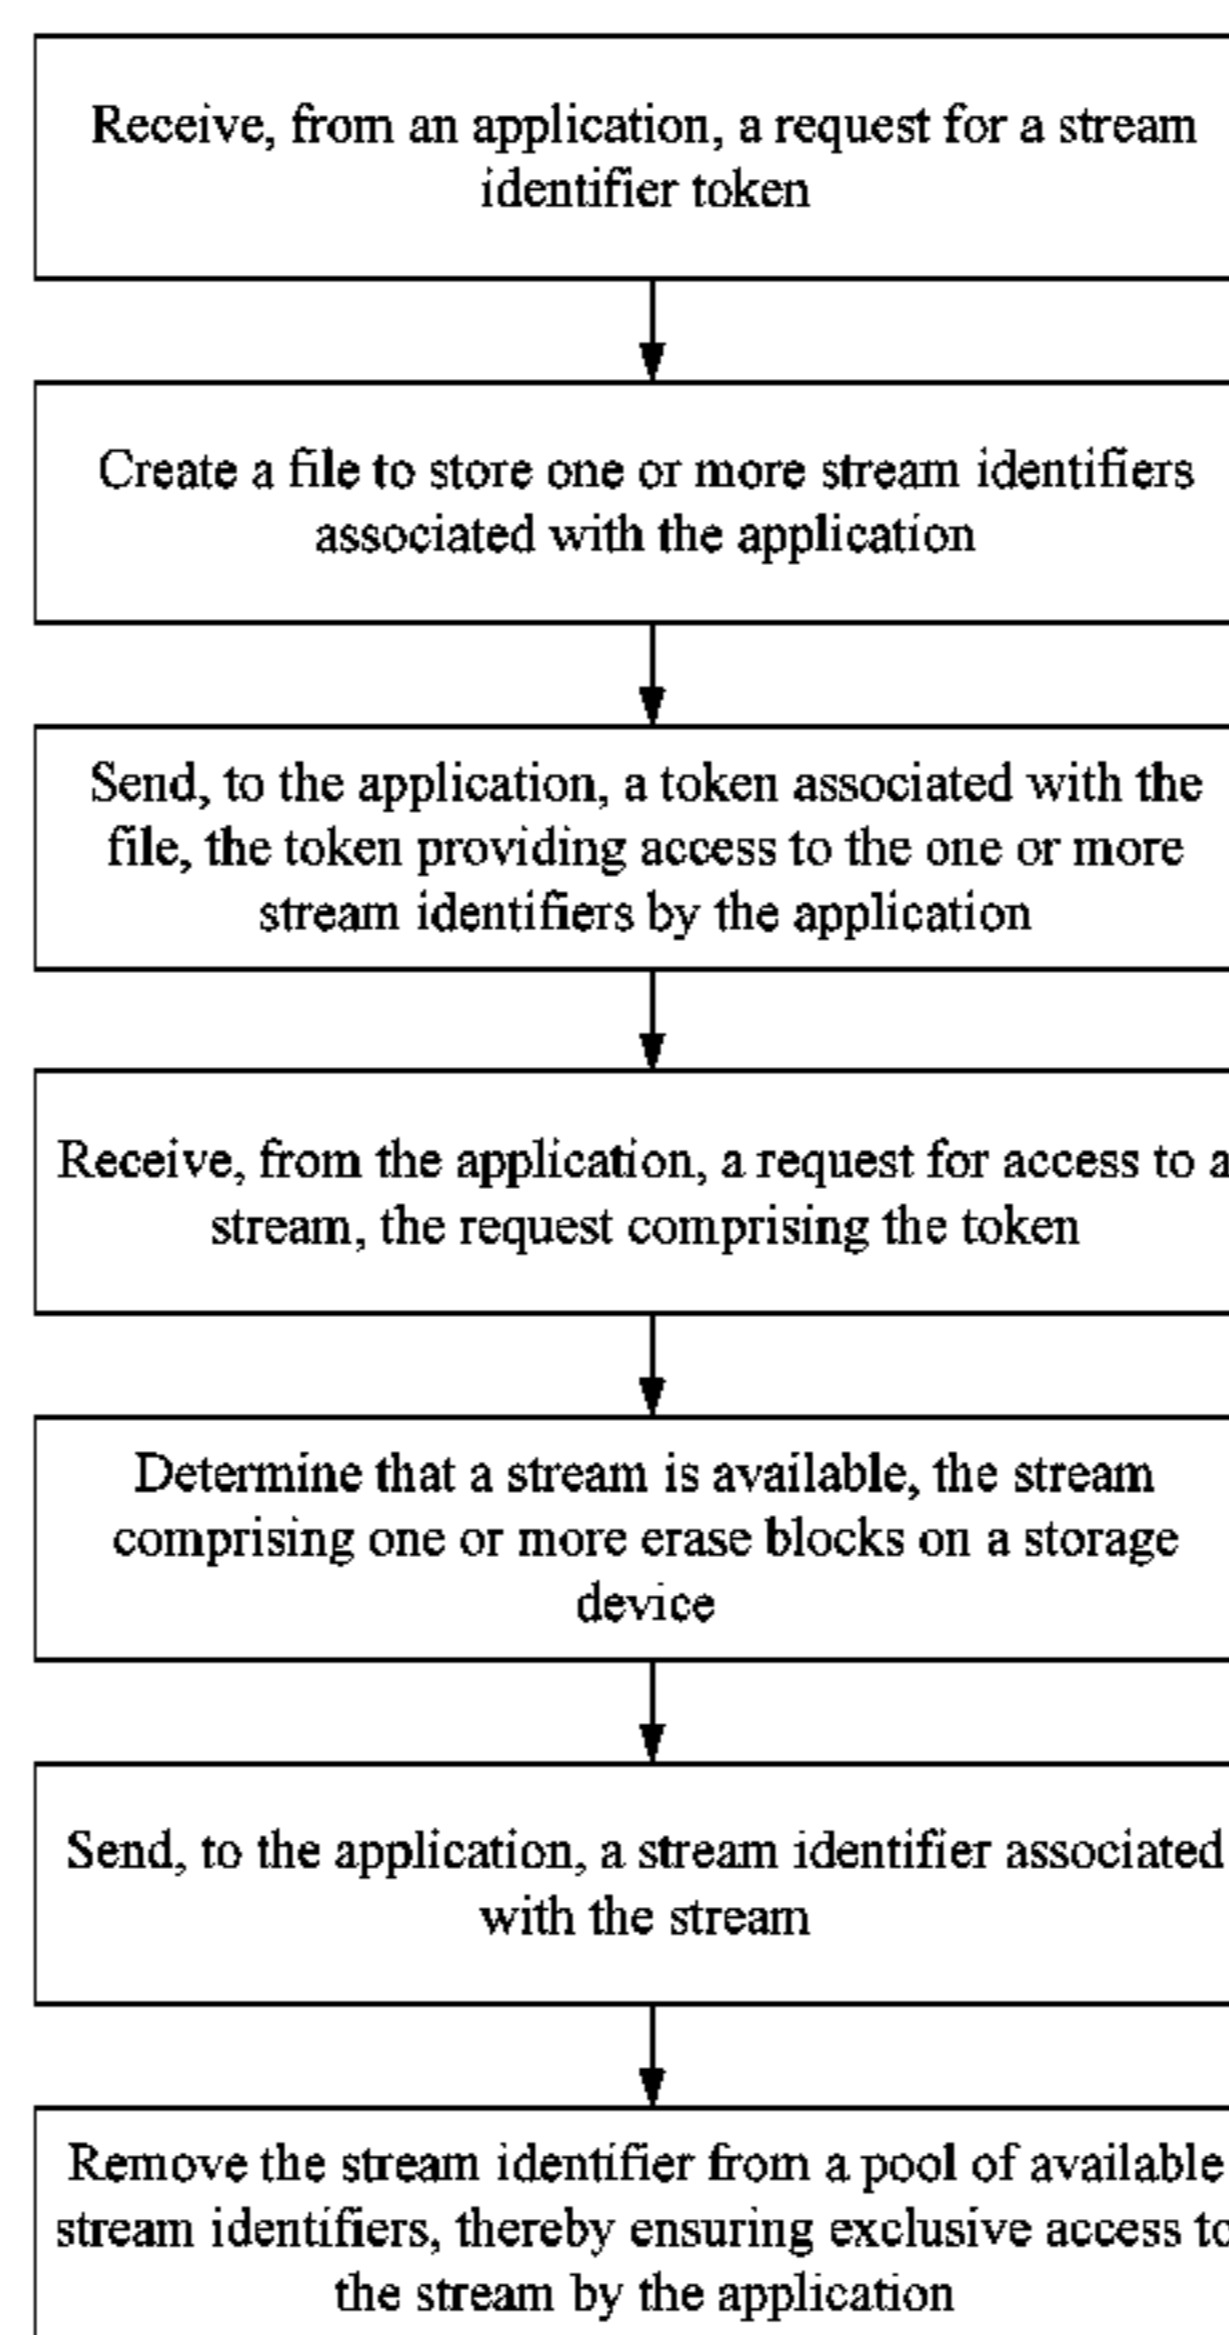 Receive, from an application, a request for a stream
identifier token
Create a file to store one or more stream identifiers
associated with the application
Send, to the application, a token associated with the
file, the token providing access to the one or more
stream identifiers by the application
Receive, from the application, a request for access to a
stream, the request comprising the token
Determine that a stream is available, the stream
comprising one or more erase blocks on a storage
device
Send, to the application, a stream identifier associated
with the stream
Remove the stream identifier from a pool of available
stream identifiers, thereby ensuring exclusive access to
the stream by the application